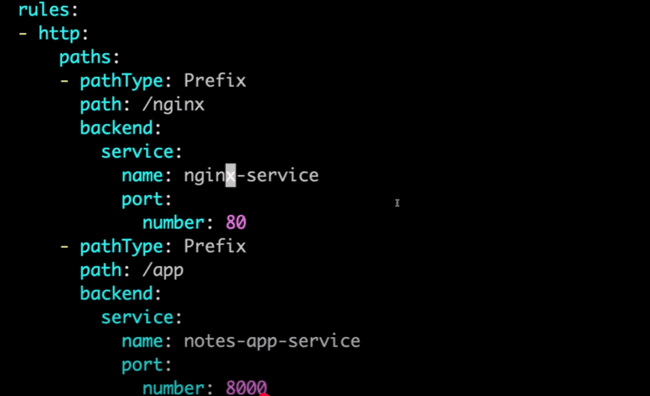 rules:
- http:
paths:
- pathType: Prefix
path: /nginx
backend:
service:
name: nginx-service
port:
number: 80
- pathType: Prefix
path: /app
backend:
service:
name: notes-app-service
port:
number: 8000